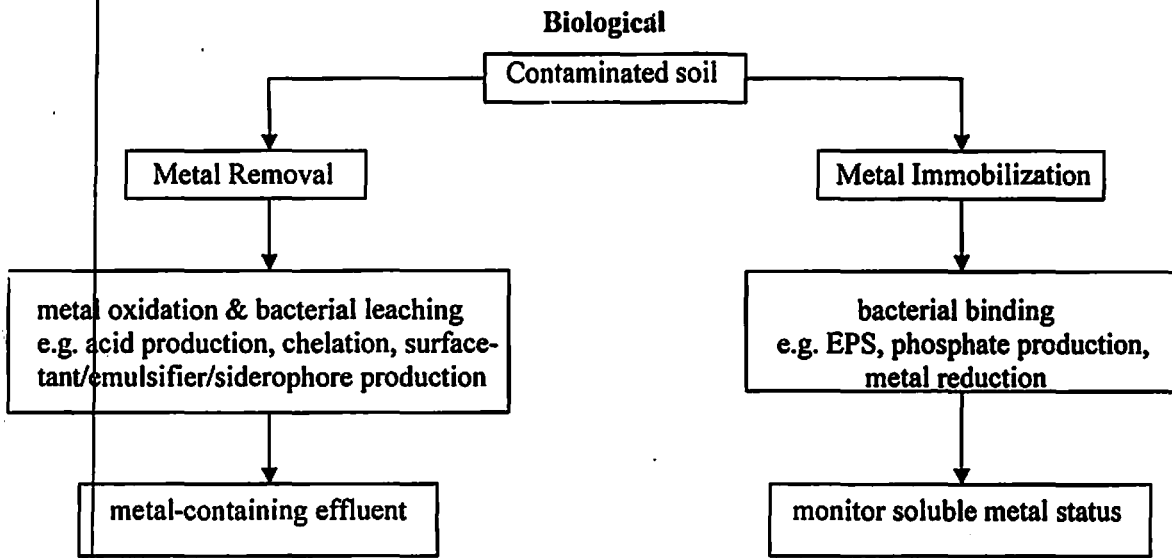 Biological
Contaminated soil
Metal Removal
Metal Immobilization
metal oxidation & bacterial leaching
e.g. acid production, chelation, surface-
tant/emulsifier/siderophore production
bacterial binding
e.g. EPS, phosphate production,
metal reduction
metal-containing effluent
monitor soluble metal status